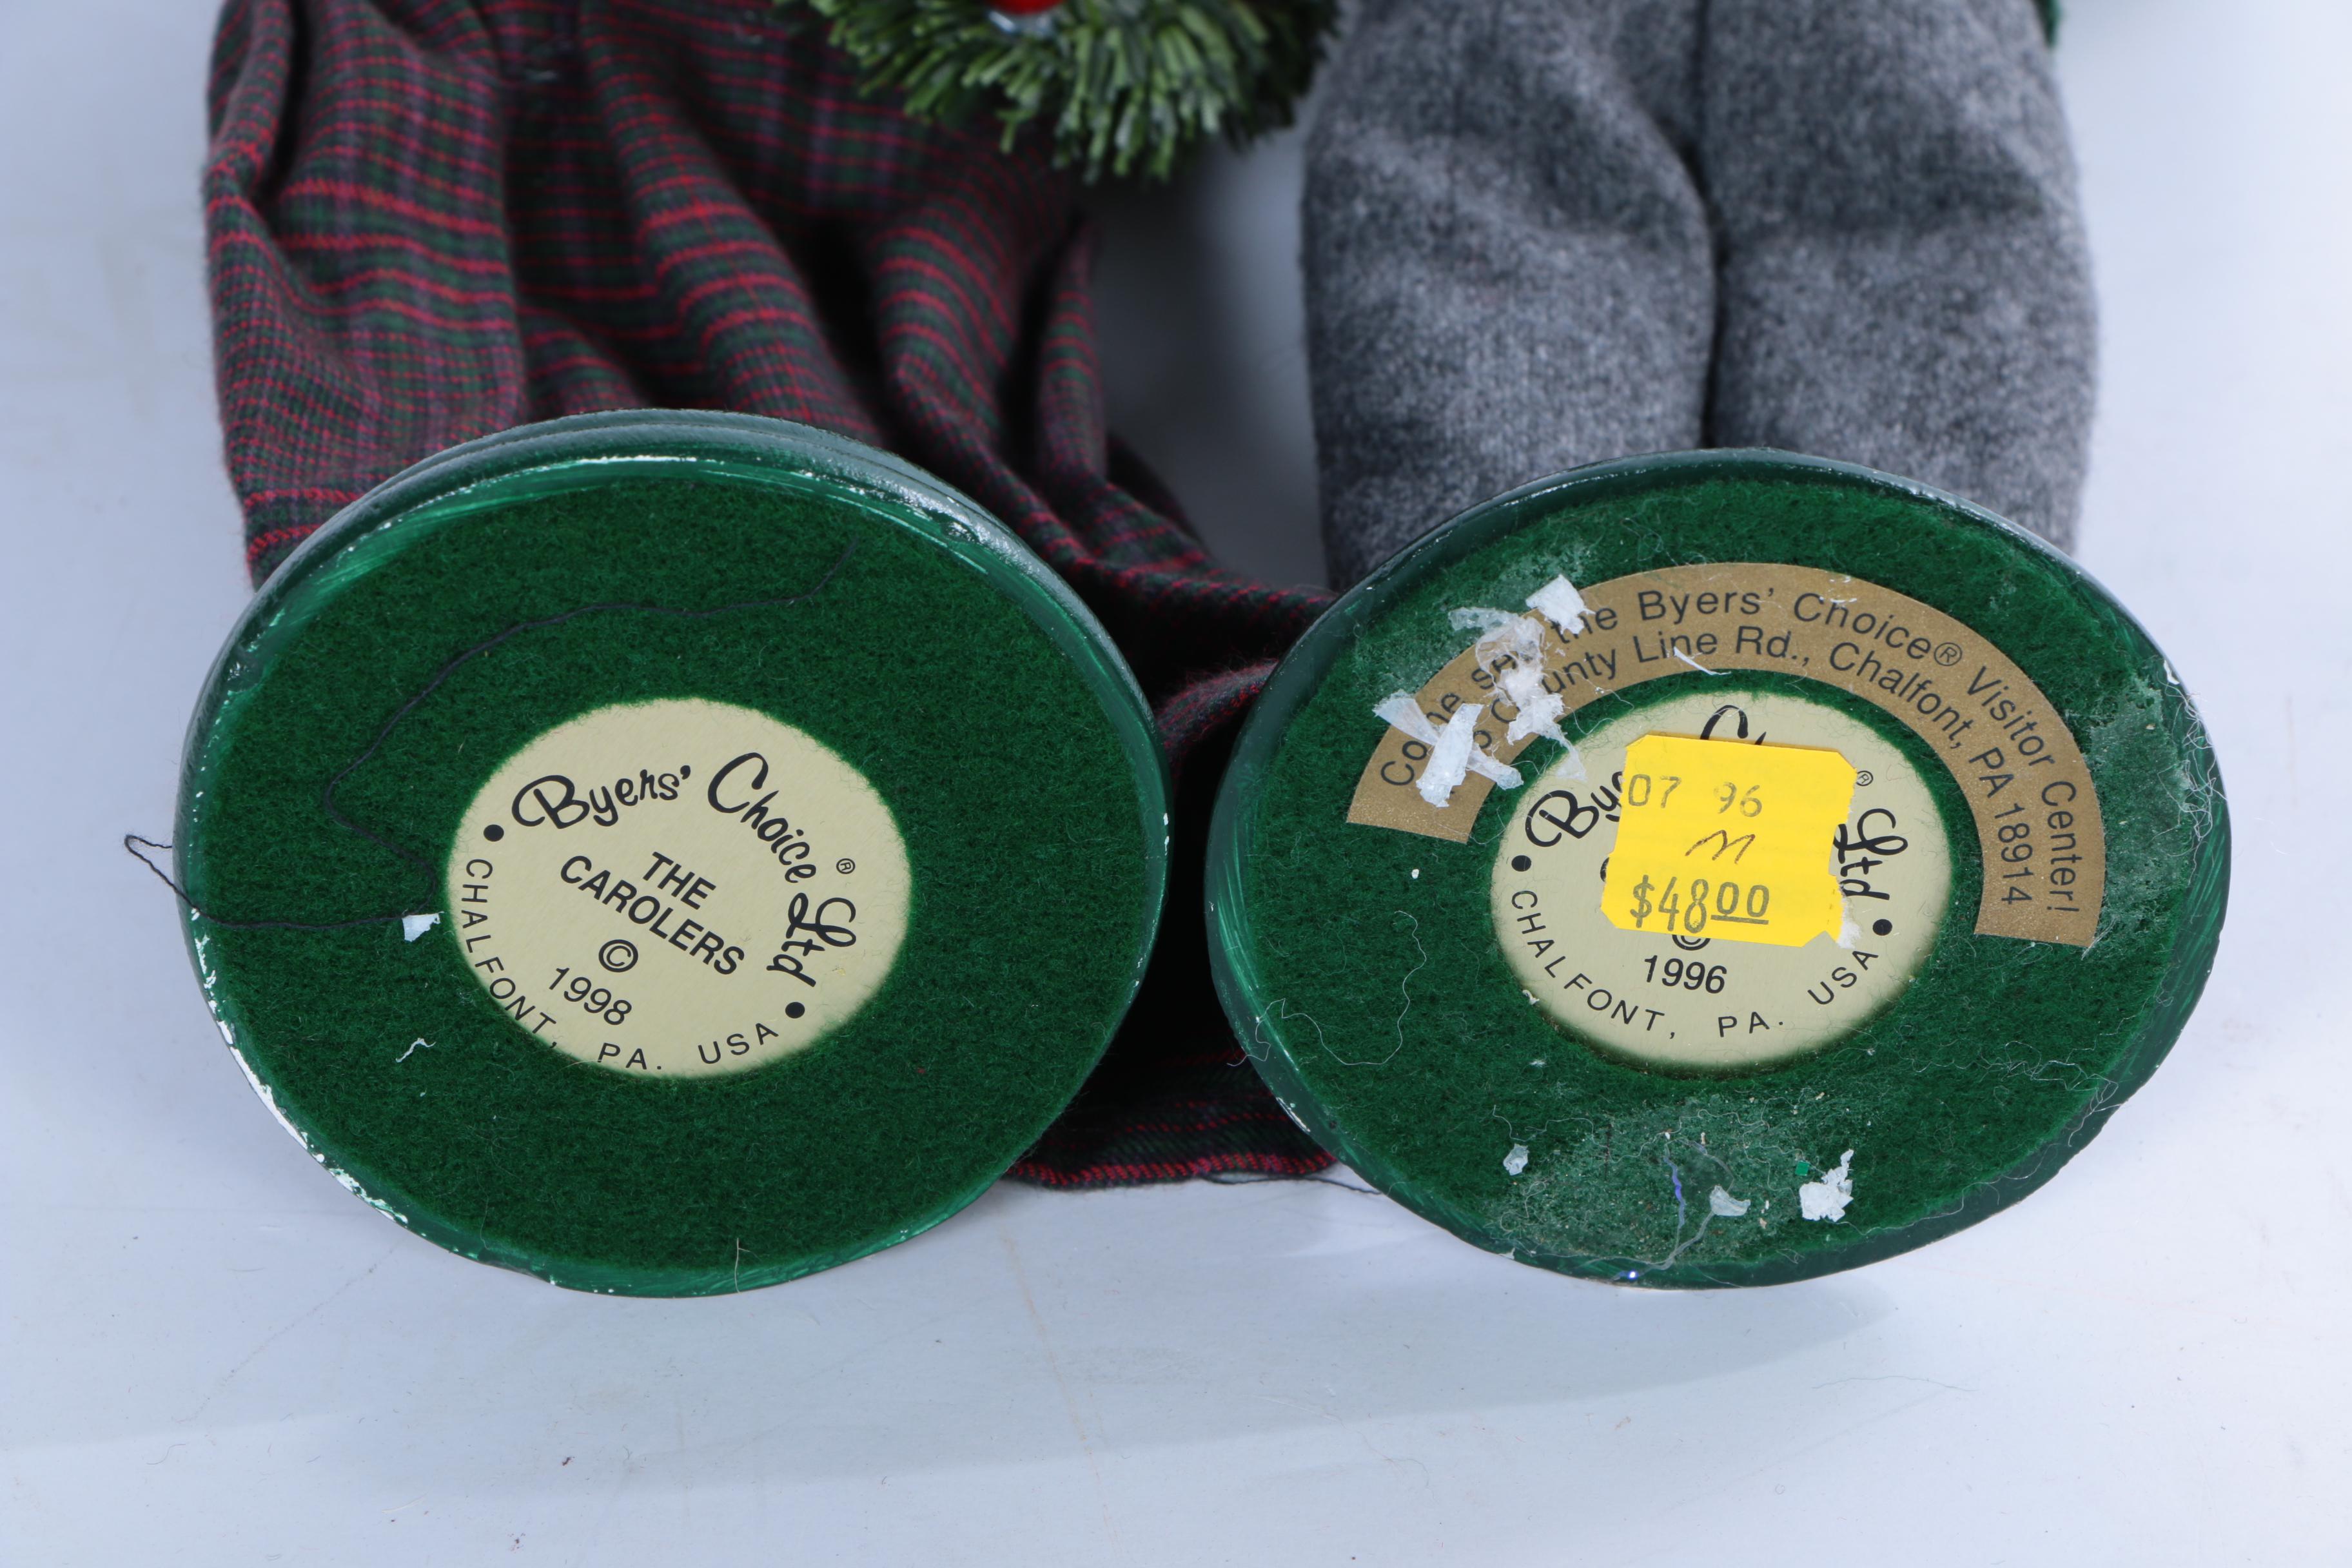 Byers' Choice® Ltd
THE
CAROLERS
©
1998
• CHALFONT, PA. USA •
the Byers' Choice® Visitor Center!
County Line Rd., Chalfont, PA 18914
Ltd
07 96
M
$48.00
©
1996
• CHALFONT, PA. USA •